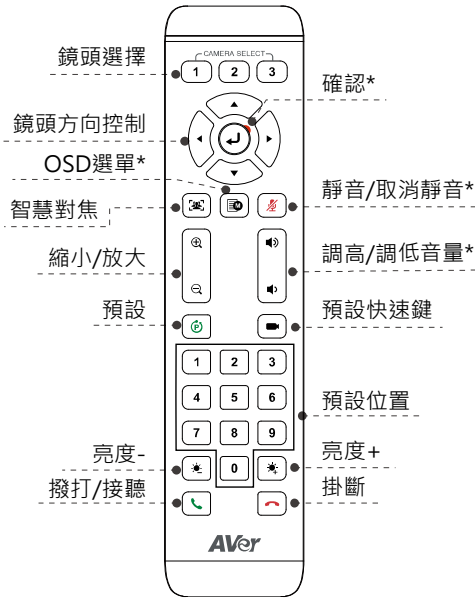 CAMERA SELECT
鏡頭選擇
1 2 3
確認*
鏡頭方向控制
OSD選單*
M
靜音/取消靜音*
智慧對焦
縮小/放大
調高/調低音量*
預設
P
預設快速鍵
1 2 3
4 5 6
預設位置
7 8 9
亮度-
0
亮度+
撥打/接聽
掛斷
AVer